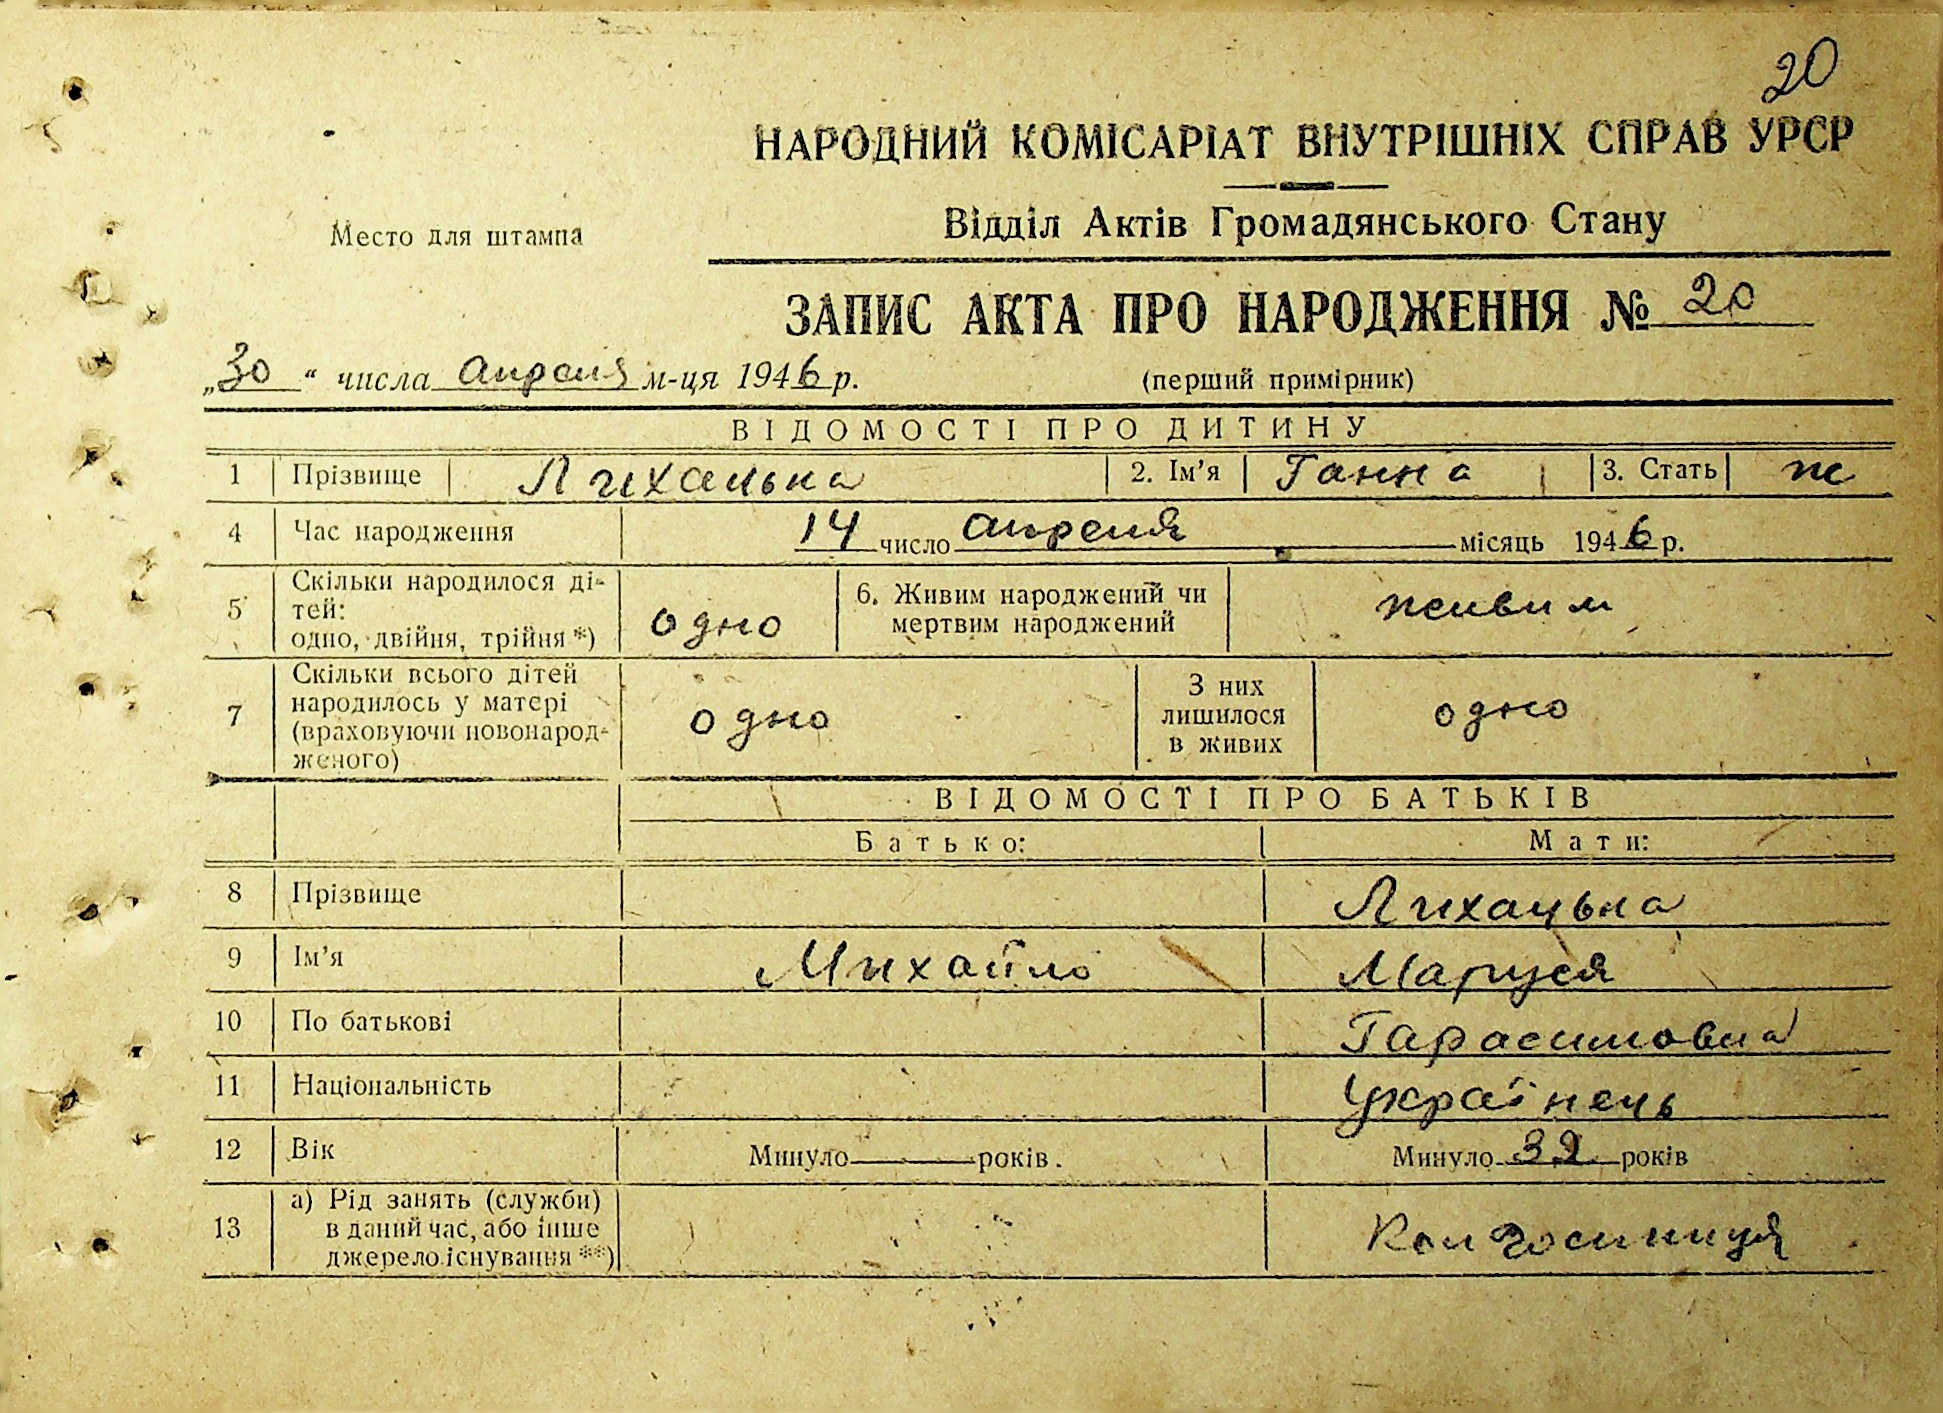 20
НАРОДНИЙ КОМІСАРІАТ ВНУТРІШНІХ СПРАВ УРСР
Место для штампа
Відділ Актів Громадянського Стану
ЗАПИС АКТА ПРО НАРОДЖЕННЯ № 20
„30“ числа апреля м-ця 1946 р. (перший примірник)
ВІДОМОСТІ ПРО ДИТИНУ
1 Прізвище 2. Ім'я Ганна 3. Стать ж
4 Час народження 14 число апреля місяць 1946 р.
5 Скільки народилося ді-
тей:
одно, двійня, трійня *) одно 6. Живим народжений чи
мертвим народжений живим
7 Скільки всього дітей
народилось у матері
(враховуючи новонарод-
женого) одно З них
лишилося
в живих одно
ВІДОМОСТІ ПРО БАТЬКІВ
Батько: Мати:
8 Прізвище
9 Ім'я Михайло Маруся
10 По батькові Гарасимовна
11 Національність Українець
12 Вік Минуло років. Минуло 32 років
13 а) Рід занять (служби)
в даний час, або інше
джерело існування **) Колгоспниця